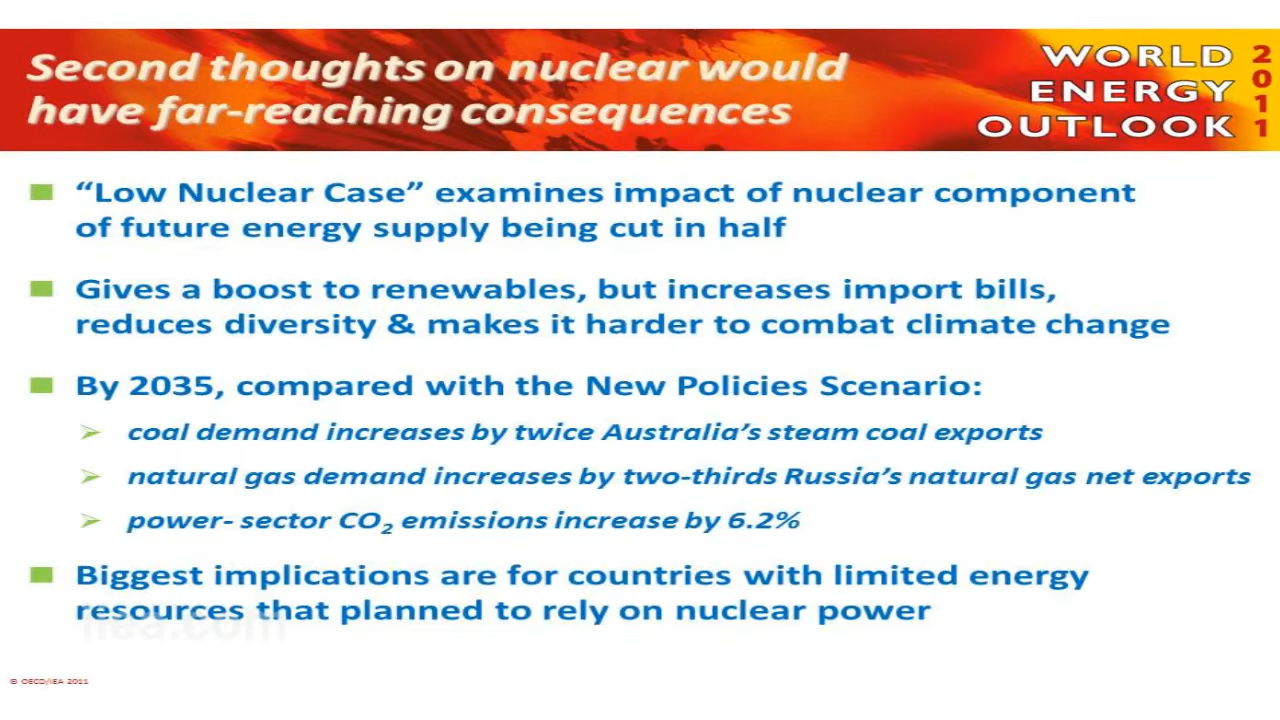 Second thoughts on nuclear would
have far-reaching consequences
WORLD
ENERGY
OUTLOOK
2011
“Low Nuclear Case” examines impact of nuclear component
of future energy supply being cut in half
Gives a boost to renewables, but increases import bills,
reduces diversity & makes it harder to combat climate change
By 2035, compared with the New Policies Scenario:
coal demand increases by twice Australia’s steam coal exports
natural gas demand increases by two-thirds Russia’s natural gas net exports
power- sector CO₂ emissions increase by 6.2%
Biggest implications are for countries with limited energy
resources that planned to rely on nuclear power
© OECD/IEA 2011